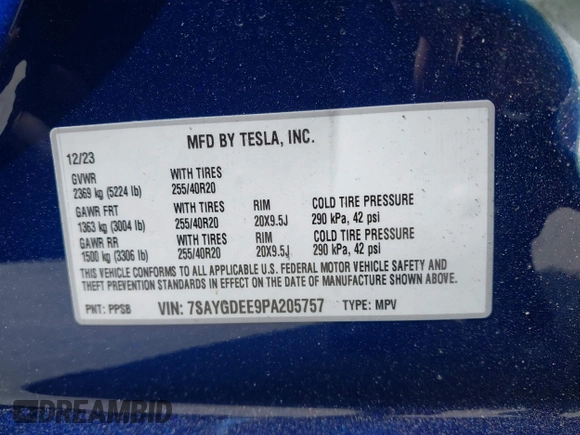 MFD BY TESLA, INC.
12/23
GVWR WITH TIRES
2369 kg (5224 lb) 255/40R20
GAWR FRT WITH TIRES RIM COLD TIRE PRESSURE
1363 kg (3004 lb) 255/40R20 20X9.5J 290 kPa, 42 psi
GAWR RR WITH TIRES RIM COLD TIRE PRESSURE
1500 kg (3306 lb) 255/40R20 20X9.5J 290 kPa, 42 psi
THIS VEHICLE CONFORMS TO ALL APPLICABLE U.S. FEDERAL MOTOR VEHICLE SAFETY AND
THEFT PREVENTION STANDARDS IN EFFECT ON THE DATE OF MANUFACTURE SHOWN ABOVE.
PNT: PPSB VIN: 7SAYGDEE9PA205757 TYPE: MPV
DREAMBID